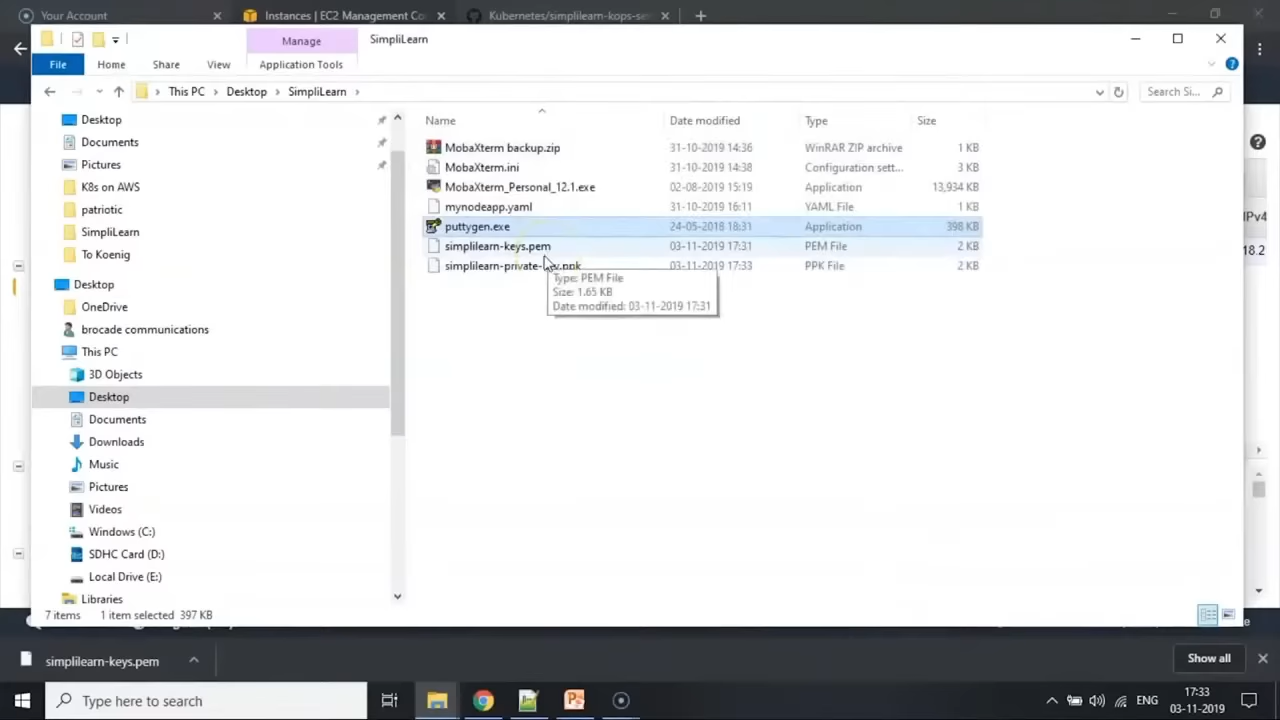 Your Account
Instances | EC2 Management Co
Kubernetes/simplilearn-kops-se
Manage
SimpliLearn
File
Home
Share
View
Application Tools
This PC
Desktop
SimpliLearn
Search Si...
Name
Date modified
Type
Size
MobaXterm backup.zip 31-10-2019 14:36 WinRAR ZIP archive 1 KB
MobaXterm.ini 31-10-2019 14:38 Configuration sett... 3 KB
MobaXterm_Personal_12.1.exe 02-08-2019 15:19 Application 13,934 KB
mynodeapp.yaml 31-10-2019 16:11 YAML File 1 KB
puttygen.exe 24-05-2018 18:31 Application 398 KB
simplilearn-keys.pem 03-11-2019 17:31 PEM File 2 KB
simplilearn-private-key.ppk 03-11-2019 17:33 PPK File 2 KB
Type: PEM File
Size: 1.65 KB
Date modified: 03-11-2019 17:31
Desktop
Documents
Pictures
K8s on AWS
patriotic
SimpliLearn
To Koenig
Desktop
OneDrive
brocade communications
This PC
3D Objects
Desktop
Documents
Downloads
Music
Pictures
Videos
Windows (C:)
SDHC Card (D:)
Local Drive (E:)
Libraries
IPv4
18.2
7 items 1 item selected 397 KB
simplilearn-keys.pem
Show all
Type here to search
ENG
17:33
03-11-2019